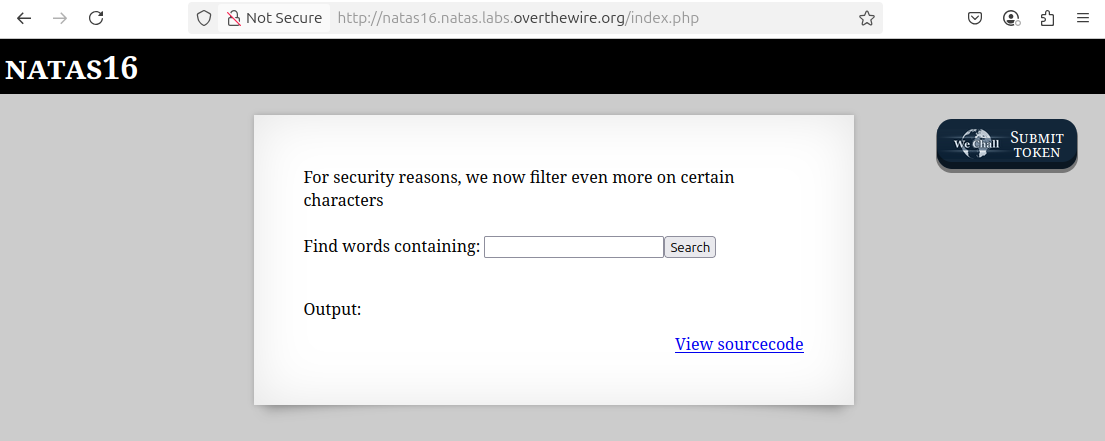 Not Secure http://natas16.natas.labs.overthewire.org/index.php
NATAS16
We Chall SUBMIT TOKEN
For security reasons, we now filter even more on certain
characters
Find words containing: Search
Output:
View sourcecode